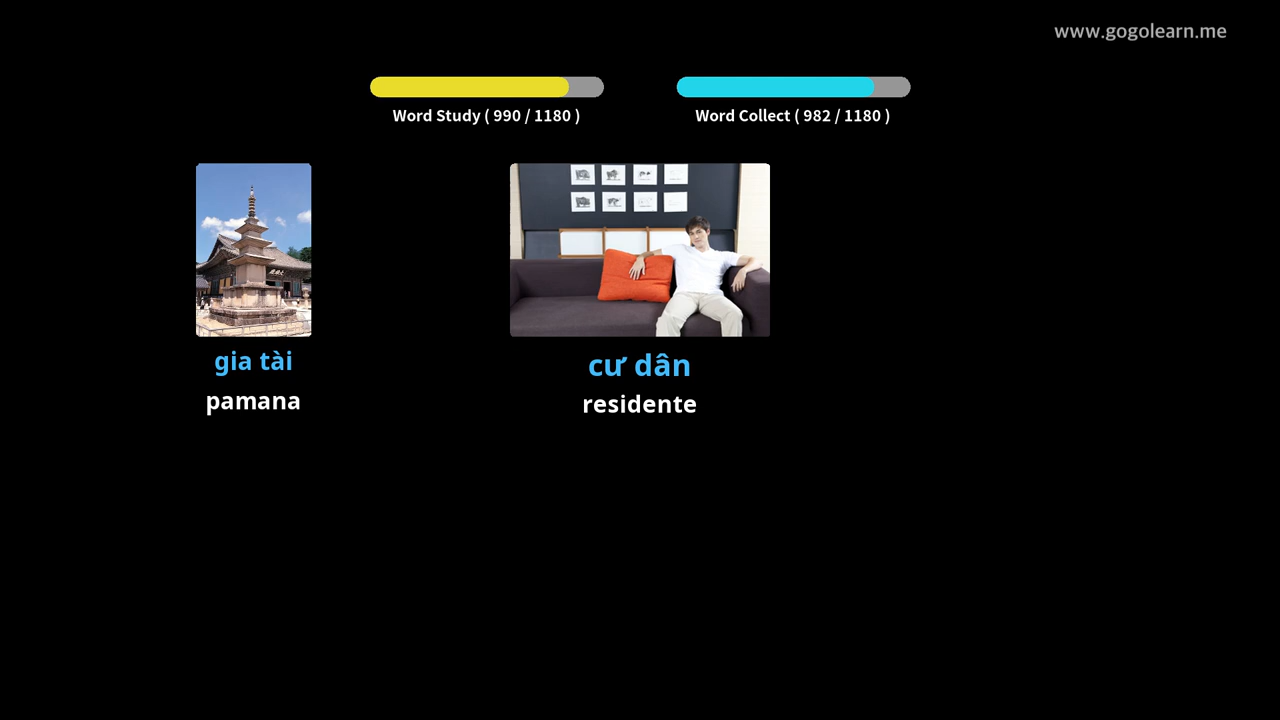 www.gogolearn.me
Word Study ( 990 / 1180 )
Word Collect ( 982 / 1180 )
gia tài
pamana
cư dân
residente